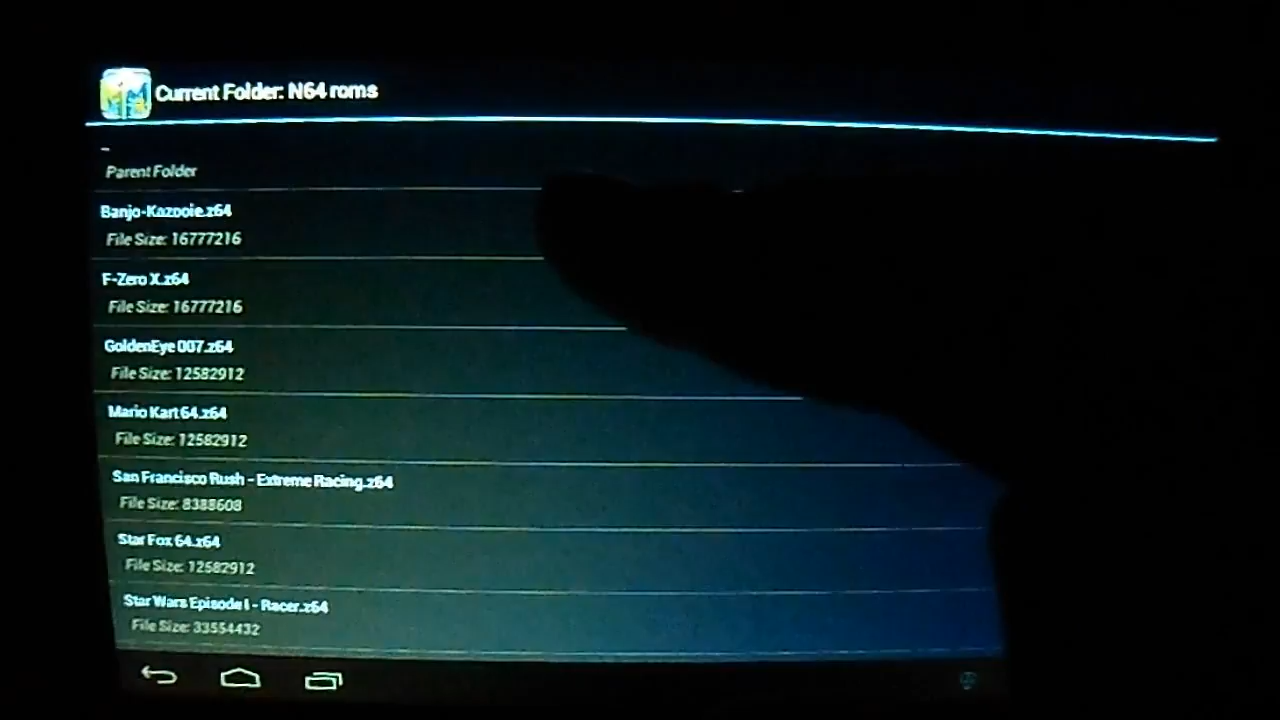 Current Folder: N64 roms
Parent Folder
Banjo-Kazooie.z64
File Size: 16777216
F-Zero X.z64
File Size: 16777216
GoldenEye 007.z64
File Size: 12582912
Mario Kart 64.z64
File Size: 12582912
San Francisco Rush - Extreme Racing.z64
File Size: 8388608
Star Fox 64.z64
File Size: 12582912
Star Wars Episode I - Racer.z64
File Size: 33554432